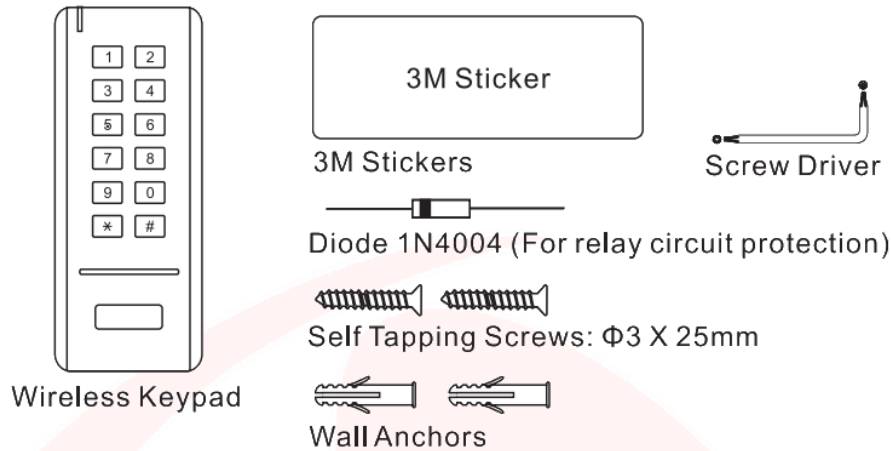 1 2
3 4
5 6
7 8
9 0
* #
Wireless Keypad
3M Sticker
3M Stickers
Screw Driver
Diode 1N4004 (For relay circuit protection)
Self Tapping Screws: Φ3 X 25mm
Wall Anchors